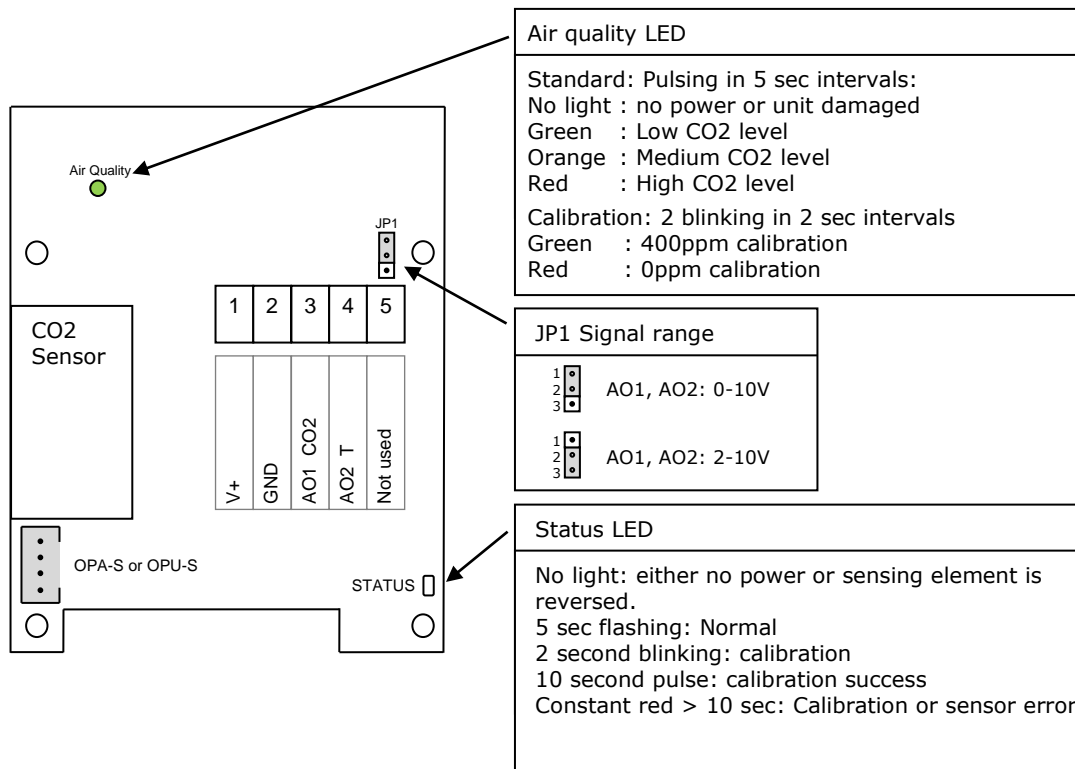 Air quality LED
Standard: Pulsing in 5 sec intervals:
No light : no power or unit damaged
Green : Low CO2 level
Orange : Medium CO2 level
Red : High CO2 level
Calibration: 2 blinking in 2 sec intervals
Green : 400ppm calibration
Red : 0ppm calibration
Air Quality
JP1
1 2 3 4 5
CO2
Sensor
V+
GND
AO1 CO2
AO2 T
Not used
OPA-S or OPU-S
STATUS
JP1 Signal range
1
2
3
AO1, AO2: 0-10V
1
2
3
AO1, AO2: 2-10V
Status LED
No light: either no power or sensing element is
reversed.
5 sec flashing: Normal
2 second blinking: calibration
10 second pulse: calibration success
Constant red > 10 sec: Calibration or sensor error